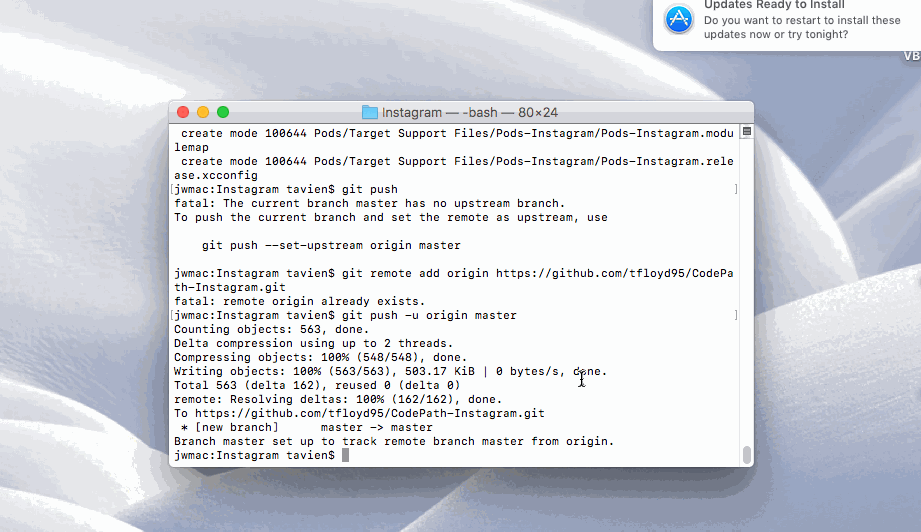 Updates Ready to Install
Do you want to restart to install these
updates now or try tonight?
VB
Instagram — -bash — 80×24
create mode 100644 Pods/Target Support Files/Pods-Instagram/Pods-Instagram.modu
lemap
create mode 100644 Pods/Target Support Files/Pods-Instagram/Pods-Instagram.rele
ase.xcconfig
[jwmac:Instagram tavien$ git push ]
fatal: The current branch master has no upstream branch.
To push the current branch and set the remote as upstream, use
git push --set-upstream origin master
jwmac:Instagram tavien$ git remote add origin https://github.com/tfloyd95/CodePa
th-Instagram.git
fatal: remote origin already exists.
[jwmac:Instagram tavien$ git push -u origin master ]
Counting objects: 563, done.
Delta compression using up to 2 threads.
Compressing objects: 100% (548/548), done.
Writing objects: 100% (563/563), 503.17 KiB | 0 bytes/s, done.
Total 563 (delta 162), reused 0 (delta 0)
remote: Resolving deltas: 100% (162/162), done.
To https://github.com/tfloyd95/CodePath-Instagram.git
* [new branch]      master -> master
Branch master set up to track remote branch master from origin.
jwmac:Instagram tavien$